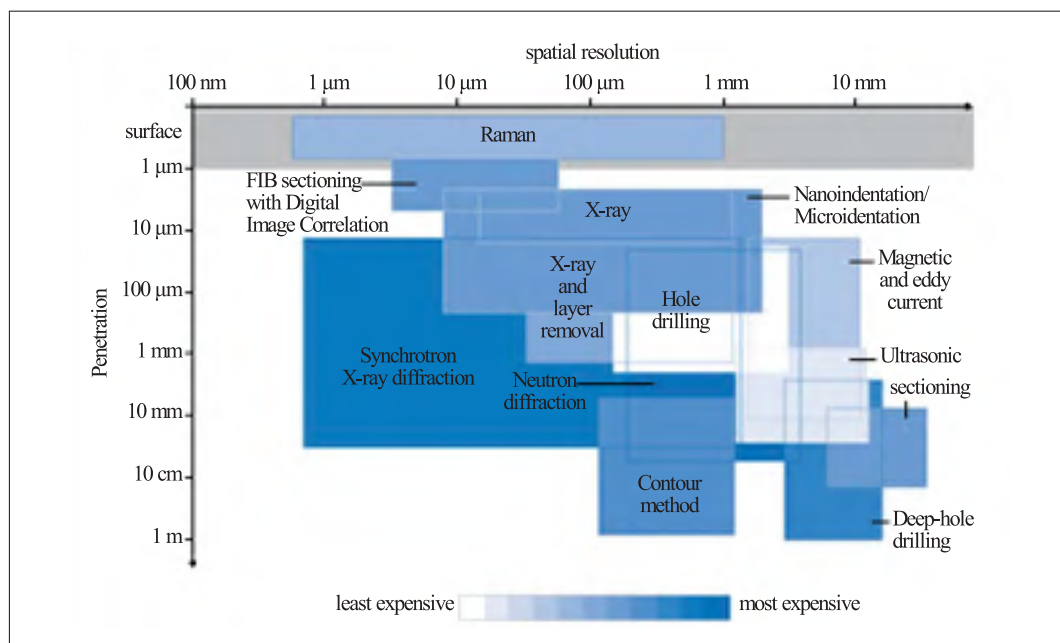 spatial resolution
100 nm
1 μm
10 μm
100 μm
1 mm
10 mm
surface
1 μm
10 μm
100 μm
1 mm
10 mm
10 cm
1 m
Penetration
Raman
FIB sectioning
with Digital
Image Correlation
X-ray
Nanoindentation/
Microidentation
X-ray
and
layer
removal
Hole
drilling
Magnetic
and eddy
current
Synchrotron
X-ray diffraction
Neutron
diffraction
Ultrasonic
sectioning
Contour
method
Deep-hole
drilling
least expensive
most expensive